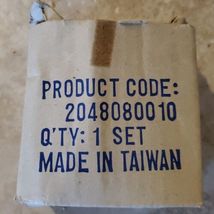 PRODUCT CODE:
2048080010
Q'TY: 1 SET
MADE IN TAIWAN